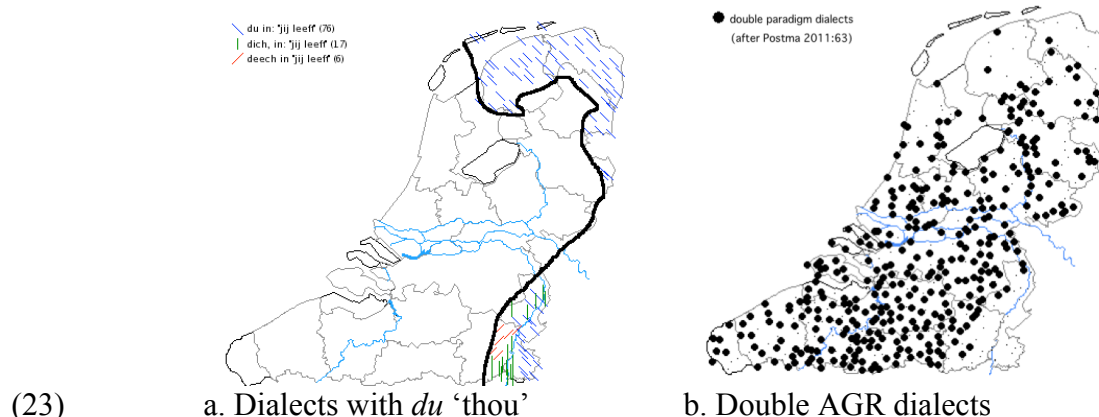 du in: "jij leeft" (76)
dich, in: "jij leeft" (17)
deech in "jij leeft" (6)
double paradigm dialects
(after Postma 2011:63)
(23) a. Dialects with du ‘thou’ b. Double AGR dialects